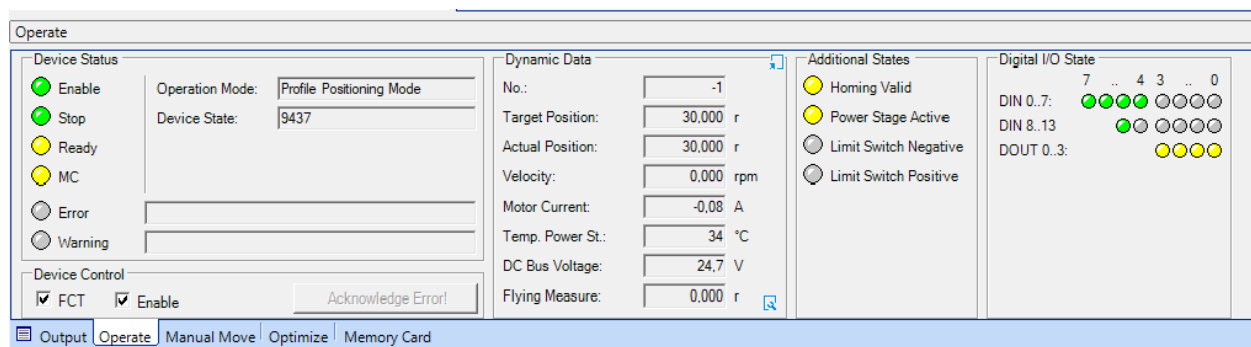 Operate
Device Status
Enable
Operation Mode: Profile Positioning Mode
Stop
Device State: 9437
Ready
MC
Error
Warning
Device Control
FCT Enable Acknowledge Error!
Dynamic Data
No.: -1
Target Position: 30,000 r
Actual Position: 30,000 r
Velocity: 0,000 rpm
Motor Current: -0,08 A
Temp. Power St.: 34 °C
DC Bus Voltage: 24,7 V
Flying Measure: 0,000 r
Additional States
Homing Valid
Power Stage Active
Limit Switch Negative
Limit Switch Positive
Digital I/O State
7 .. 4 3 .. 0
DIN 0..7:
DIN 8..13
DOUT 0..3:
Output Operate Manual Move Optimize Memory Card